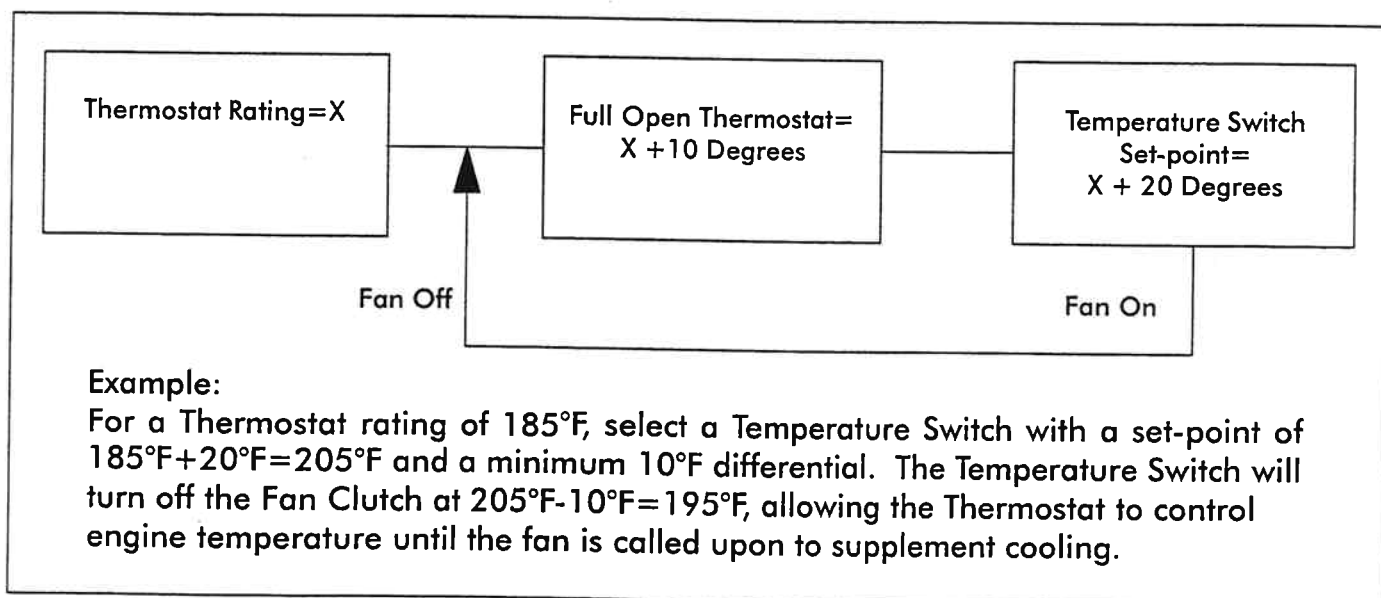 Thermostat Rating=X
Full Open Thermostat=
X +10 Degrees
Temperature Switch
Set-point=
X + 20 Degrees
Fan Off
Fan On
Example:
For a Thermostat rating of 185°F, select a Temperature Switch with a set-point of
185°F+20°F=205°F and a minimum 10°F differential. The Temperature Switch will
turn off the Fan Clutch at 205°F-10°F=195°F, allowing the Thermostat to control
engine temperature until the fan is called upon to supplement cooling.